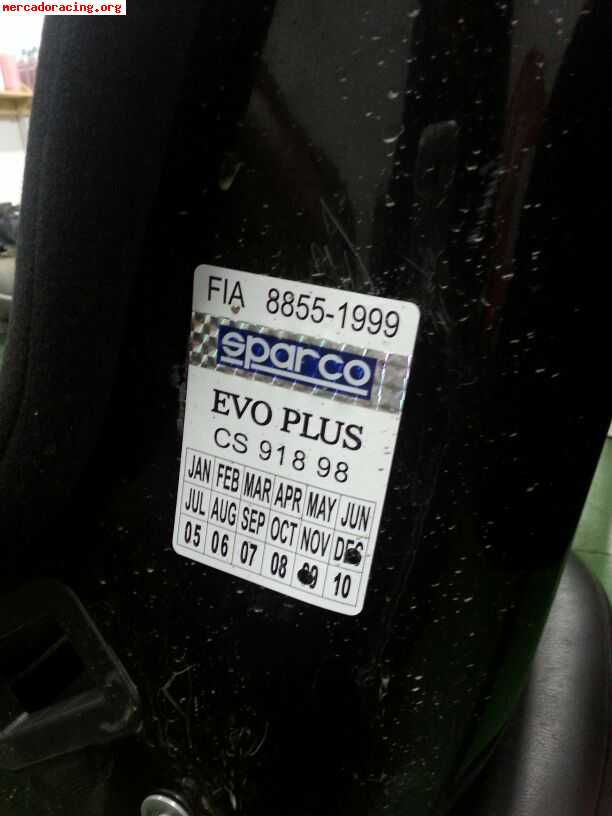 mercadoracing.org
FIA 8855-1999
sparco
EVO PLUS
CS 918 98
JAN FEB MAR APR MAY JUN
JUL AUG SEP OCT NOV DEC
05 06 07 08 09 10